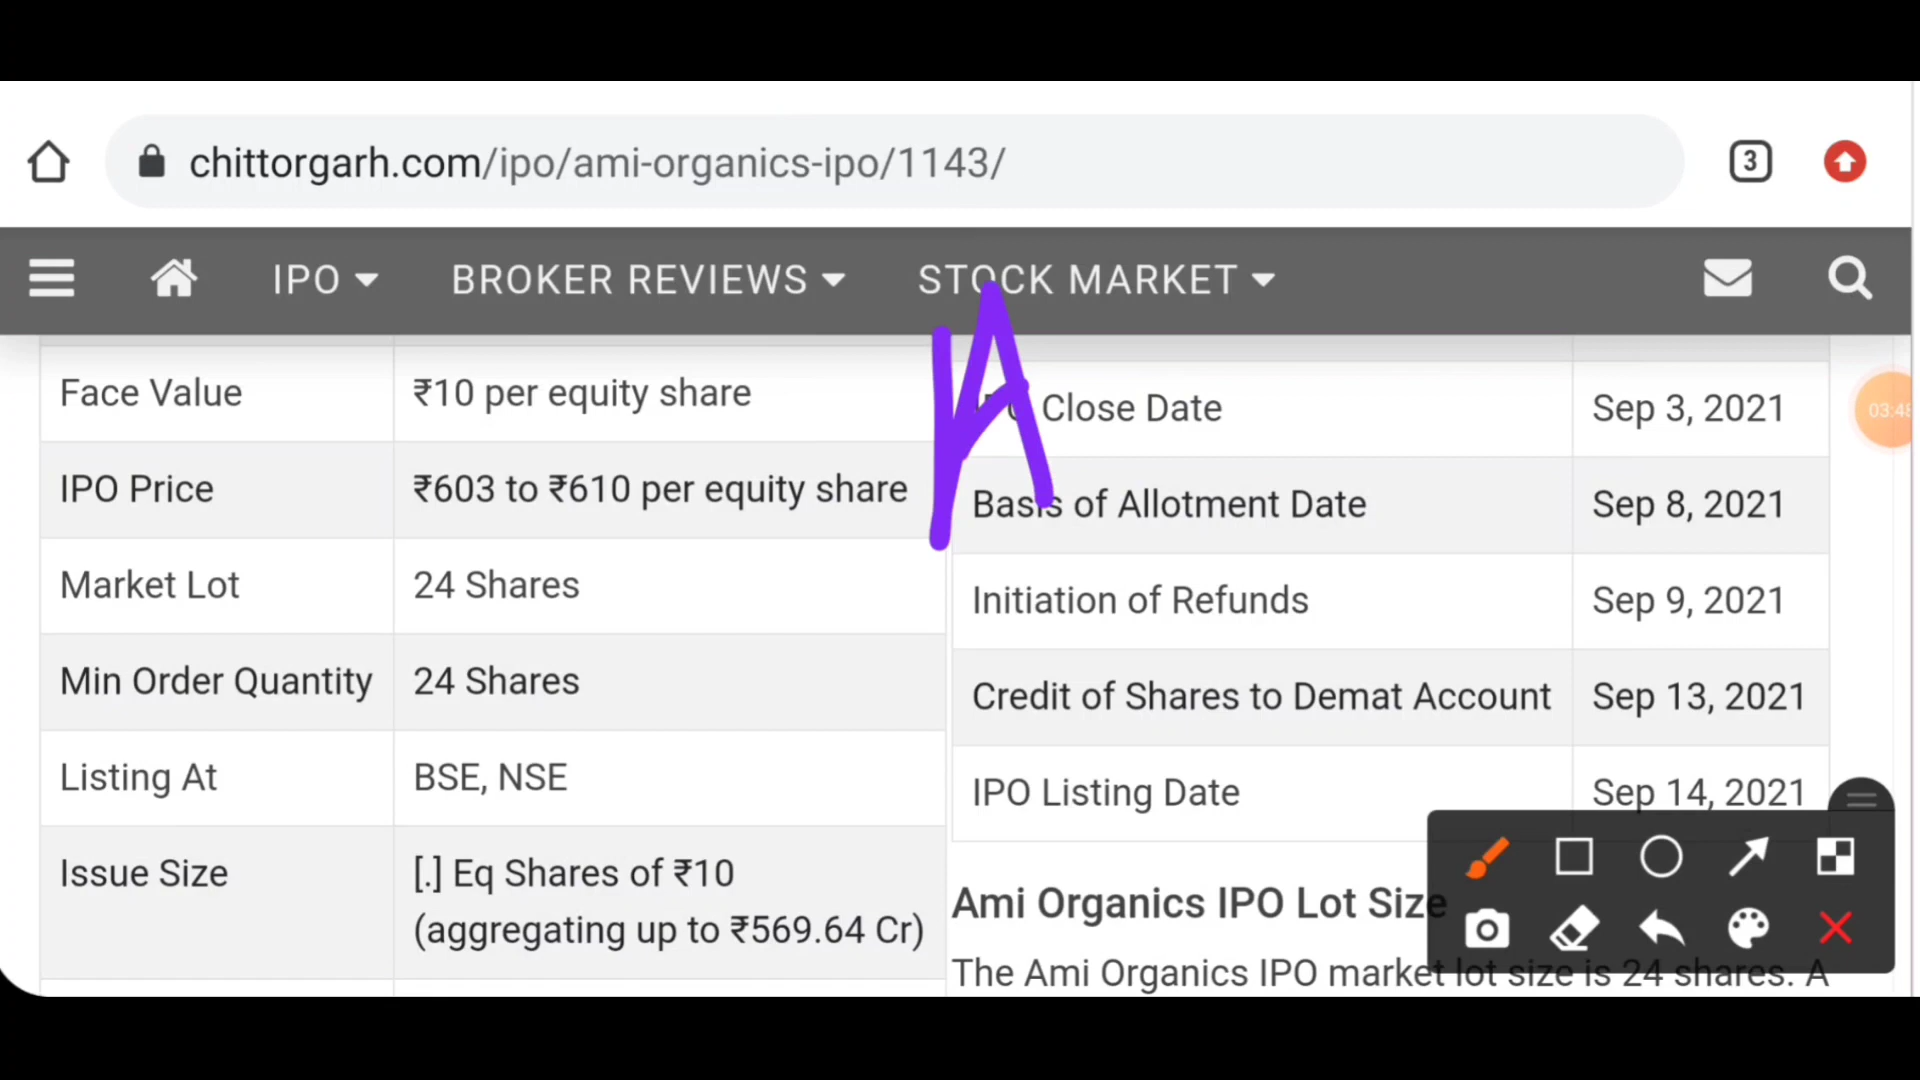 chittorgarh.com/ipo/ami-organics-ipo/1143/
3
IPO
BROKER REVIEWS
STOCK MARKET
Face Value ₹10 per equity share
IPO Price ₹603 to ₹610 per equity share
Market Lot 24 Shares
Min Order Quantity 24 Shares
Listing At BSE, NSE
Issue Size [.] Eq Shares of ₹10
(aggregating up to ₹569.64 Cr)
IPO Close Date Sep 3, 2021
Basis of Allotment Date Sep 8, 2021
Initiation of Refunds Sep 9, 2021
Credit of Shares to Demat Account Sep 13, 2021
IPO Listing Date Sep 14, 2021
Ami Organics IPO Lot Size
The Ami Organics IPO market lot size is 24 shares. A
03:48